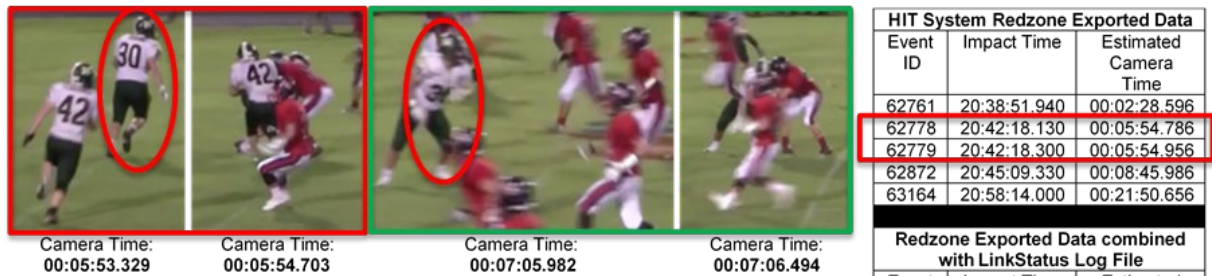 30
42
42
Camera Time:
00:05:53.329
Camera Time:
00:05:54.703
Camera Time:
00:07:05.982
Camera Time:
00:07:06.494
HIT System Redzone Exported Data
Event ID Impact Time Estimated Camera Time
62761 20:38:51.940 00:02:28.596
62778 20:42:18.130 00:05:54.786
62779 20:42:18.300 00:05:54.956
62872 20:45:09.330 00:08:45.986
63164 20:58:14.000 00:21:50.656
Redzone Exported Data combined
with LinkStatus Log File